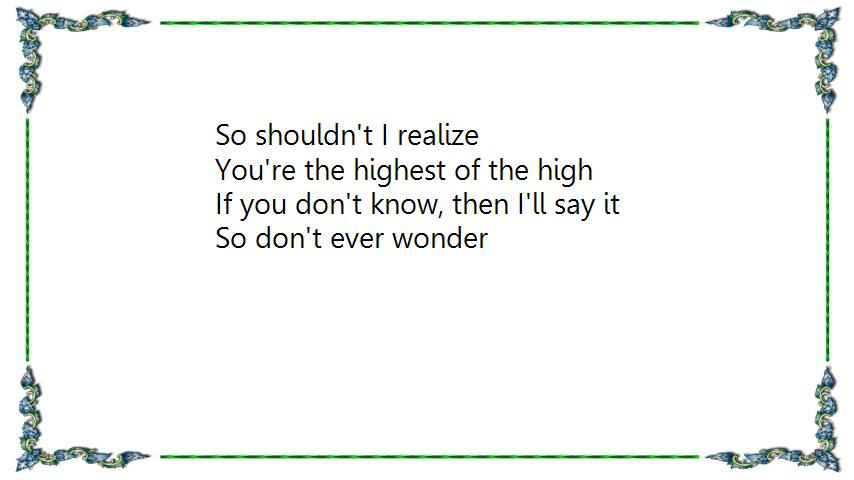 So shouldn't I realize
You're the highest of the high
If you don't know, then I'll say it
So don't ever wonder